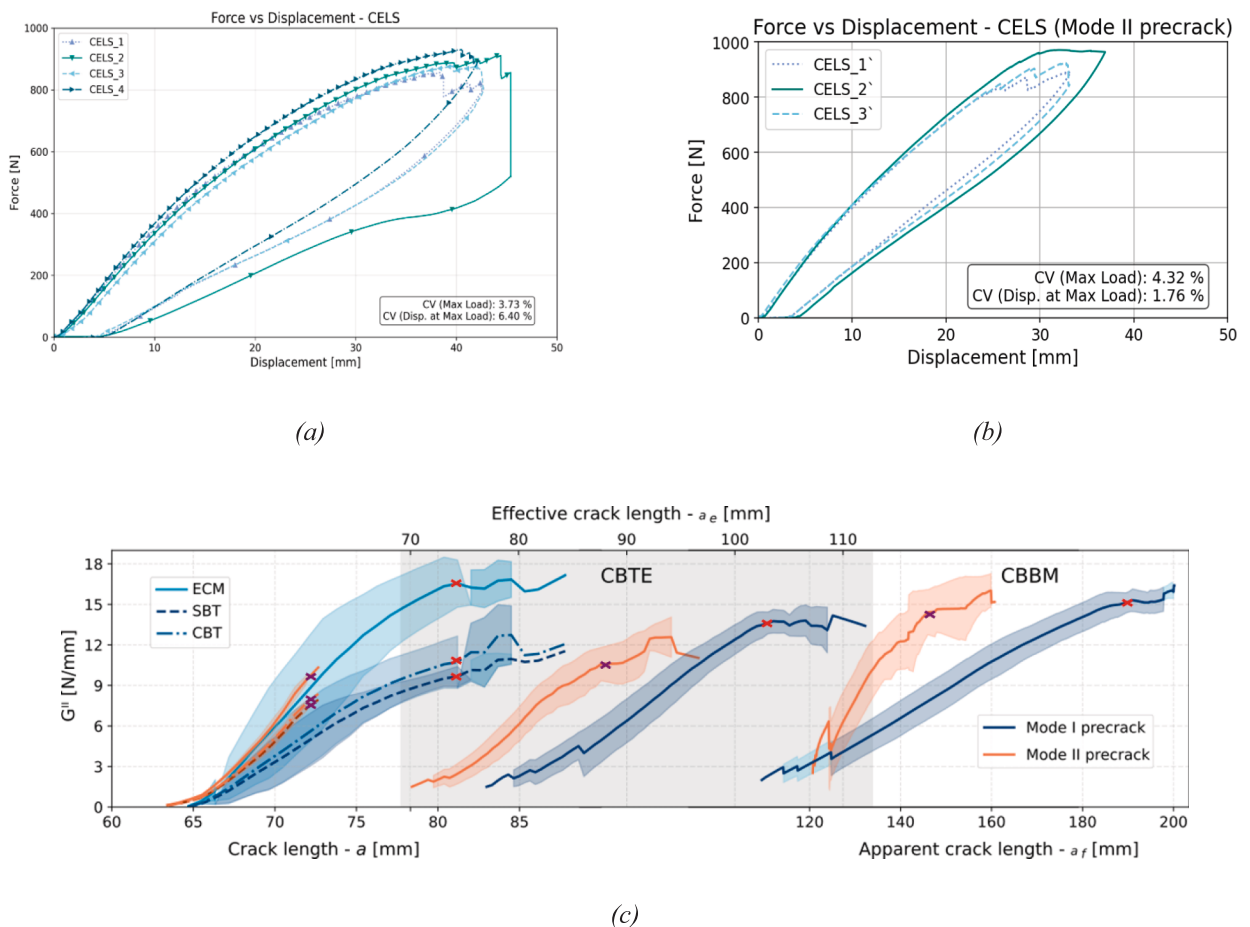 Force vs Displacement - CELS
Force [N]
1000
800
600
400
200
0
CELS_1
CELS_2
CELS_3
CELS_4
CV (Max Load): 3.73 %
CV (Disp. at Max Load): 6.40 %
0 10 20 30 40 50
Displacement [mm]
(a)
Force vs Displacement - CELS (Mode II precrack)
Force [N]
1000
800
600
400
200
0
CELS_1`
CELS_2`
CELS_3`
CV (Max Load): 4.32 %
CV (Disp. at Max Load): 1.76 %
0 10 20 30 40 50
Displacement [mm]
(b)
Effective crack length - a e [mm]
70 80 90 100 110
G^II [N/mm]
18
15
12
9
6
3
0
ECM
SBT
CBT
CBTE
CBBM
Mode I precrack
Mode II precrack
60 65 70 75 80 85 120 140 160 180 200
Crack length - a [mm]
Apparent crack length - a f [mm]
(c)